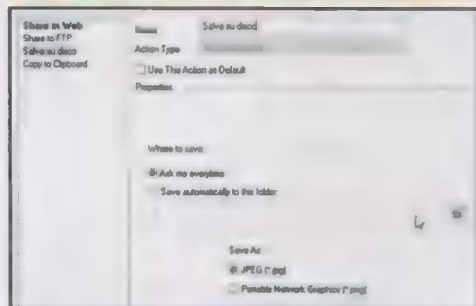 Share in Web
Share to FTP
Salva su disco
Copy to Clipboard
Salva su disco
Action Type
Use This Action as Default
Properties
Where to save:
Ask me everytime
Save automatically to this folder:
Save As:
JPEG (*.jpg)
Portable Network Graphics (*.png)